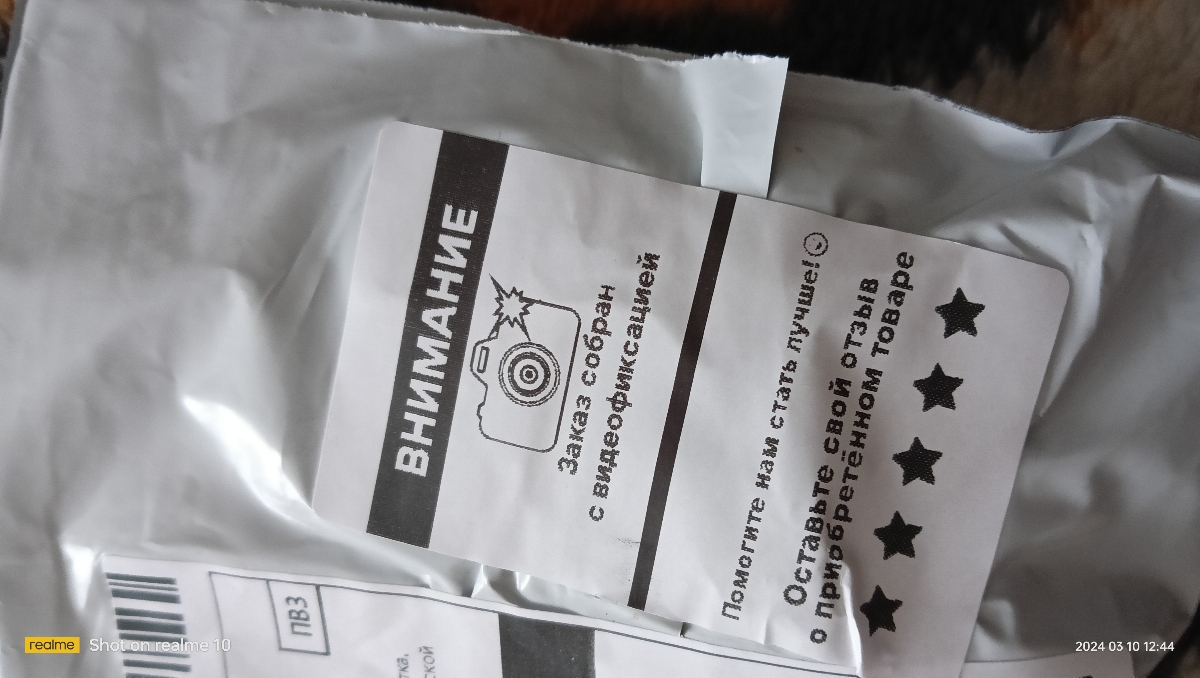 ВНИМАНИЕ
Заказ собран
с видеофиксацией
Помогите нам стать лучше!
Оставьте свой отзыв
о приобретённом товаре
ПВЗ
realme
Shot on realme 10
2024 03 10 12:44